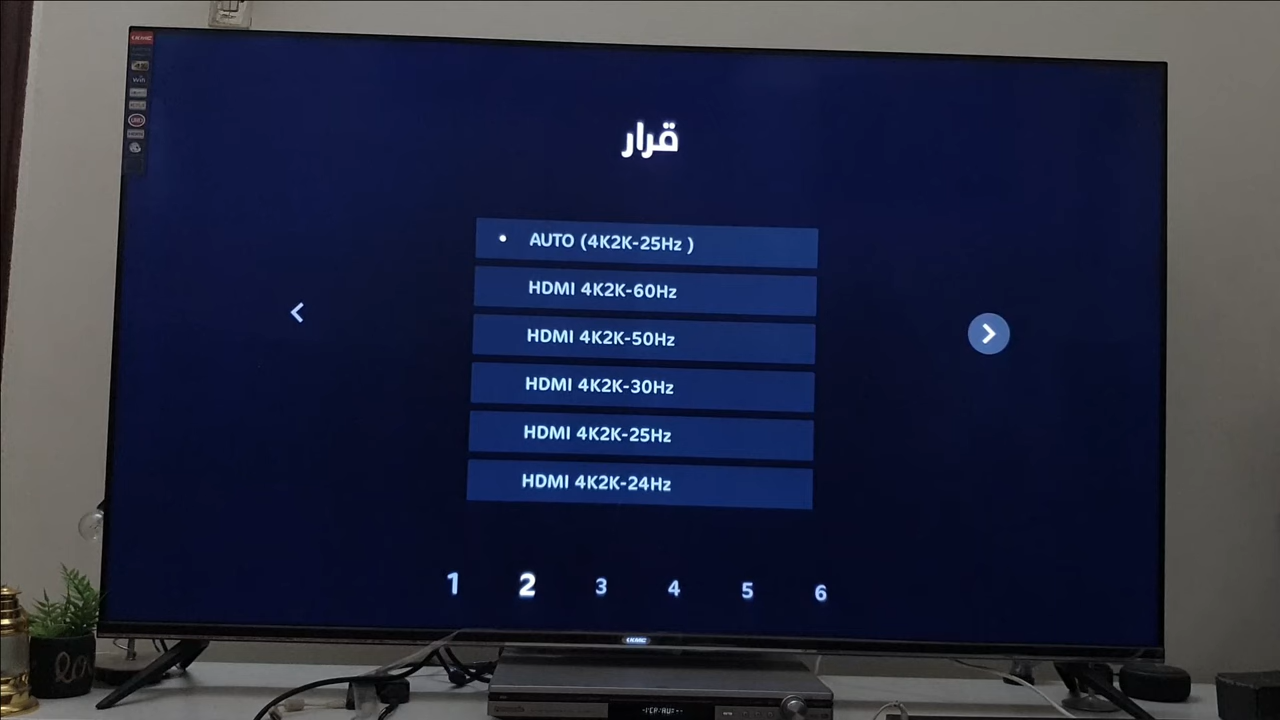 قرار
AUTO (4K2K-25Hz )
HDMI 4K2K-60Hz
HDMI 4K2K-50Hz
HDMI 4K2K-30Hz
HDMI 4K2K-25Hz
HDMI 4K2K-24Hz
1 2 3 4 5 6